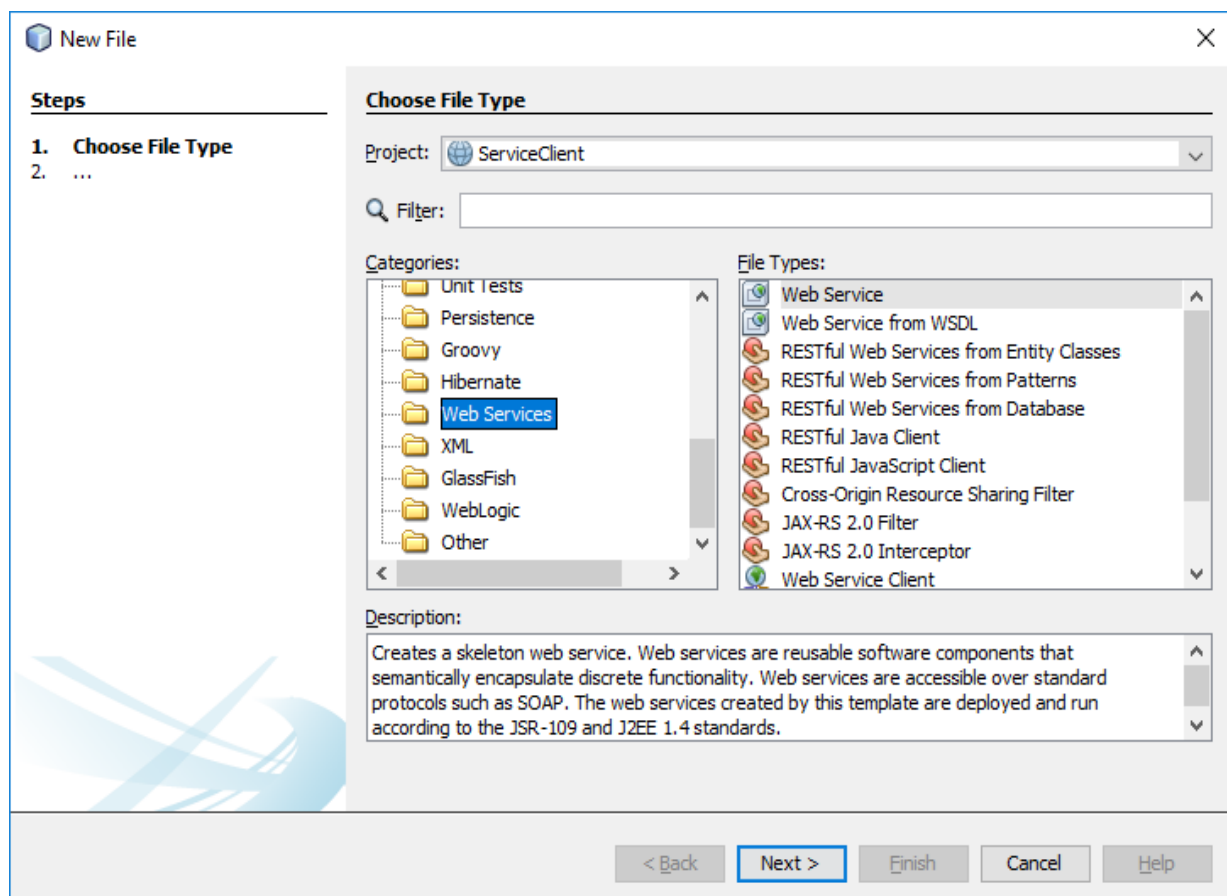 New File
Steps
1. Choose File Type
2. ...
Choose File Type
Project: ServiceClient
Filter:
Categories:
Unit Tests
Persistence
Groovy
Hibernate
Web Services
XML
GlassFish
WebLogic
Other
File Types:
Web Service
Web Service from WSDL
RESTful Web Services from Entity Classes
RESTful Web Services from Patterns
RESTful Web Services from Database
RESTful Java Client
RESTful JavaScript Client
Cross-Origin Resource Sharing Filter
JAX-RS 2.0 Filter
JAX-RS 2.0 Interceptor
Web Service Client
Description:
Creates a skeleton web service. Web services are reusable software components that
semantically encapsulate discrete functionality. Web services are accessible over standard
protocols such as SOAP. The web services created by this template are deployed and run
according to the JSR-109 and J2EE 1.4 standards.
< Back Next > Finish Cancel Help